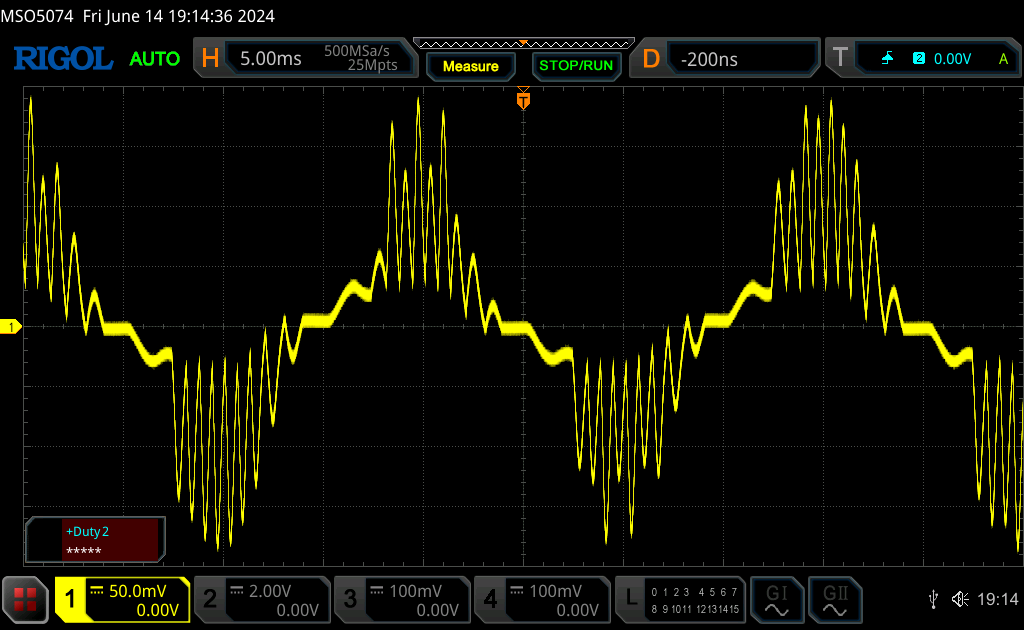 MSO5074 Fri June 14 19:14:36 2024
RIGOL AUTO H 5.00ms 500MSa/s 25Mpts Measure STOP/RUN D -200ns T 2 0.00V A
T
1
+Duty2
*****
1 50.0mV 0.00V 2 2.00V 0.00V 3 100mV 0.00V 4 100mV 0.00V L 0 1 2 3 4 5 6 7 8 9 10 11 12 13 14 15 GI GII 19:14